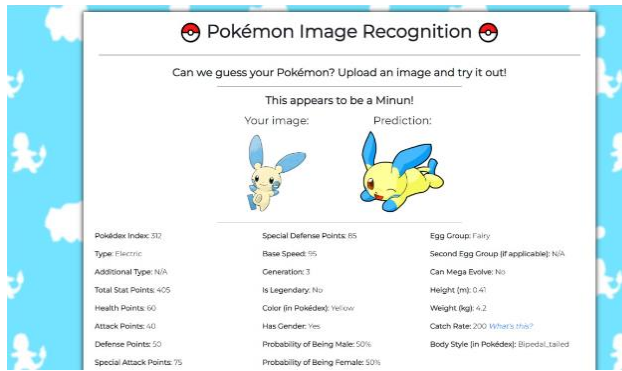 Pokémon Image Recognition
Can we guess your Pokémon? Upload an image and try it out!
This appears to be a Minun!
Your image:
Prediction:
Pokédex Index: 312
Type: Electric
Additional Type: N/A
Total Stat Points: 405
Health Points: 60
Attack Points: 40
Defense Points: 50
Special Attack Points: 75
Special Defense Points: 85
Base Speed: 95
Generation: 3
Is Legendary: No
Color (in Pokédex): Yellow
Has Gender: Yes
Probability of Being Male: 50%
Probability of Being Female: 50%
Egg Group: Fairy
Second Egg Group (if applicable): N/A
Can Mega Evolve: No
Height (m): 0.41
Weight (kg): 4.2
Catch Rate: 200 What's this?
Body Style (in Pokédex): Bipedal_tailed